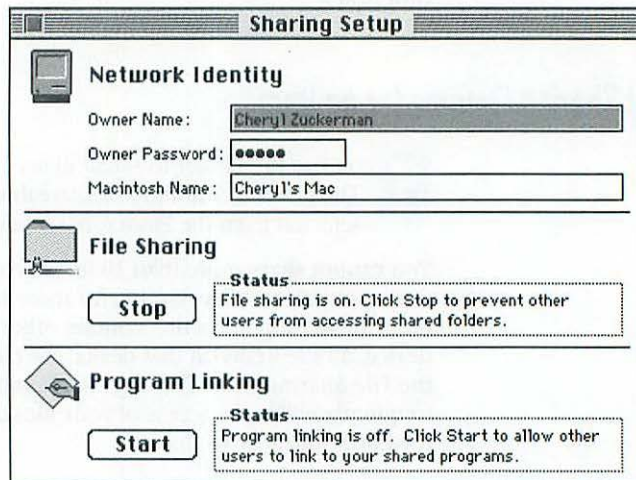 Sharing Setup
Network Identity
Owner Name:
Cheryl Zuckerman
Owner Password:
●●●●●
Macintosh Name:
Cheryl's Mac
File Sharing
Stop
Status
File sharing is on. Click Stop to prevent other
users from accessing shared folders.
Program Linking
Start
Status
Program linking is off. Click Start to allow other
users to link to your shared programs.